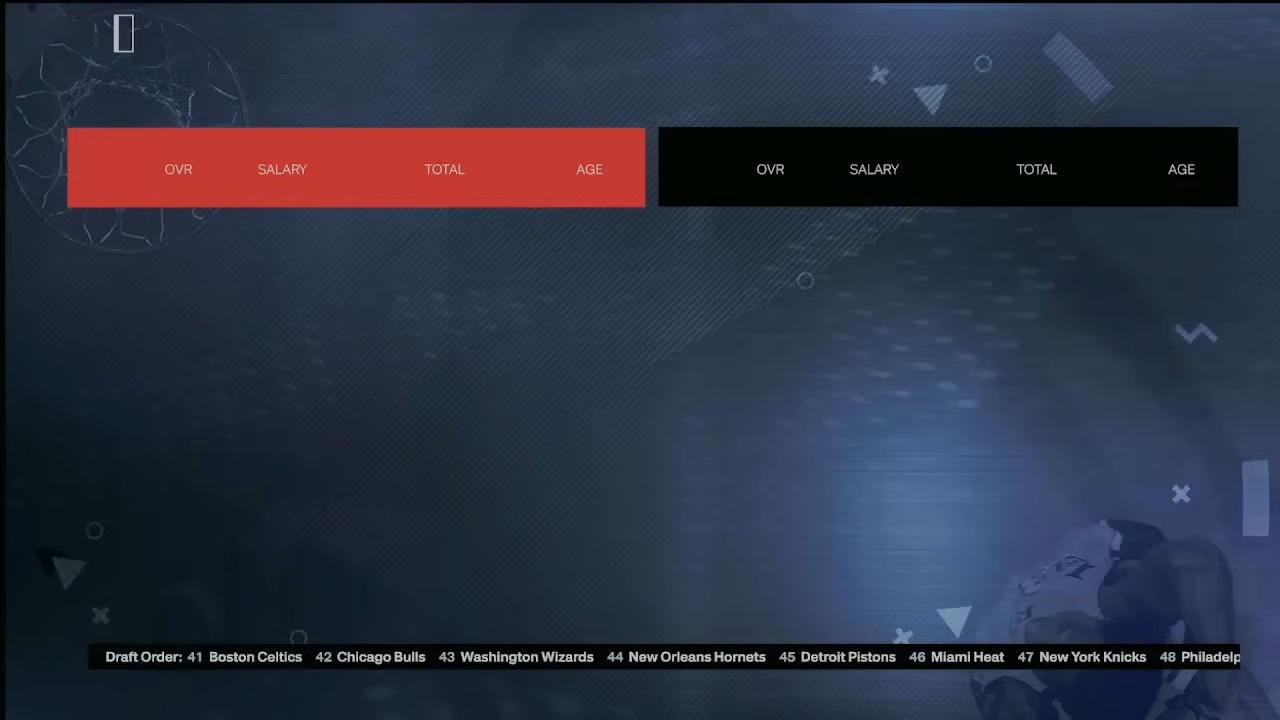 OVR SALARY TOTAL AGE OVR SALARY TOTAL AGE
Draft Order: 41 Boston Celtics 42 Chicago Bulls 43 Washington Wizards 44 New Orleans Hornets 45 Detroit Pistons 46 Miami Heat 47 New York Knicks 48 Philadelp